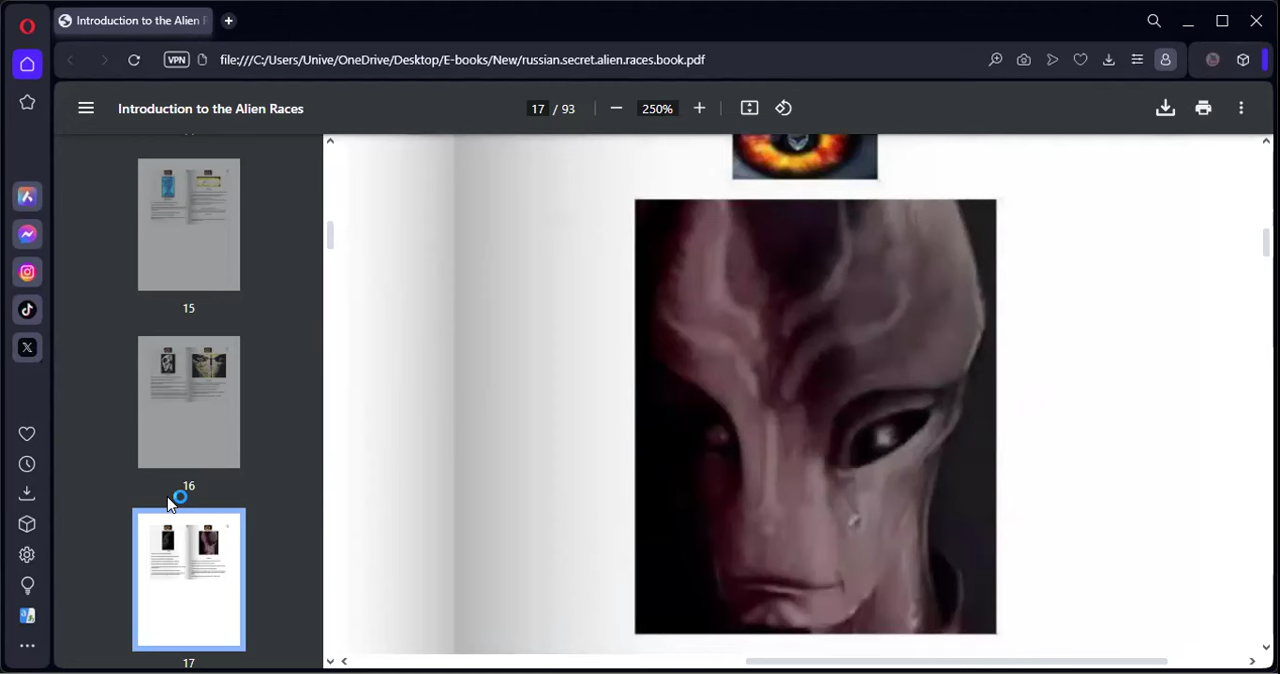 Introduction to the Alien R
VPN
file:///C:/Users/Unive/OneDrive/Desktop/E-books/New/russian.secret.alien.races.book.pdf
Introduction to the Alien Races
17 / 93
250%
15
16
17